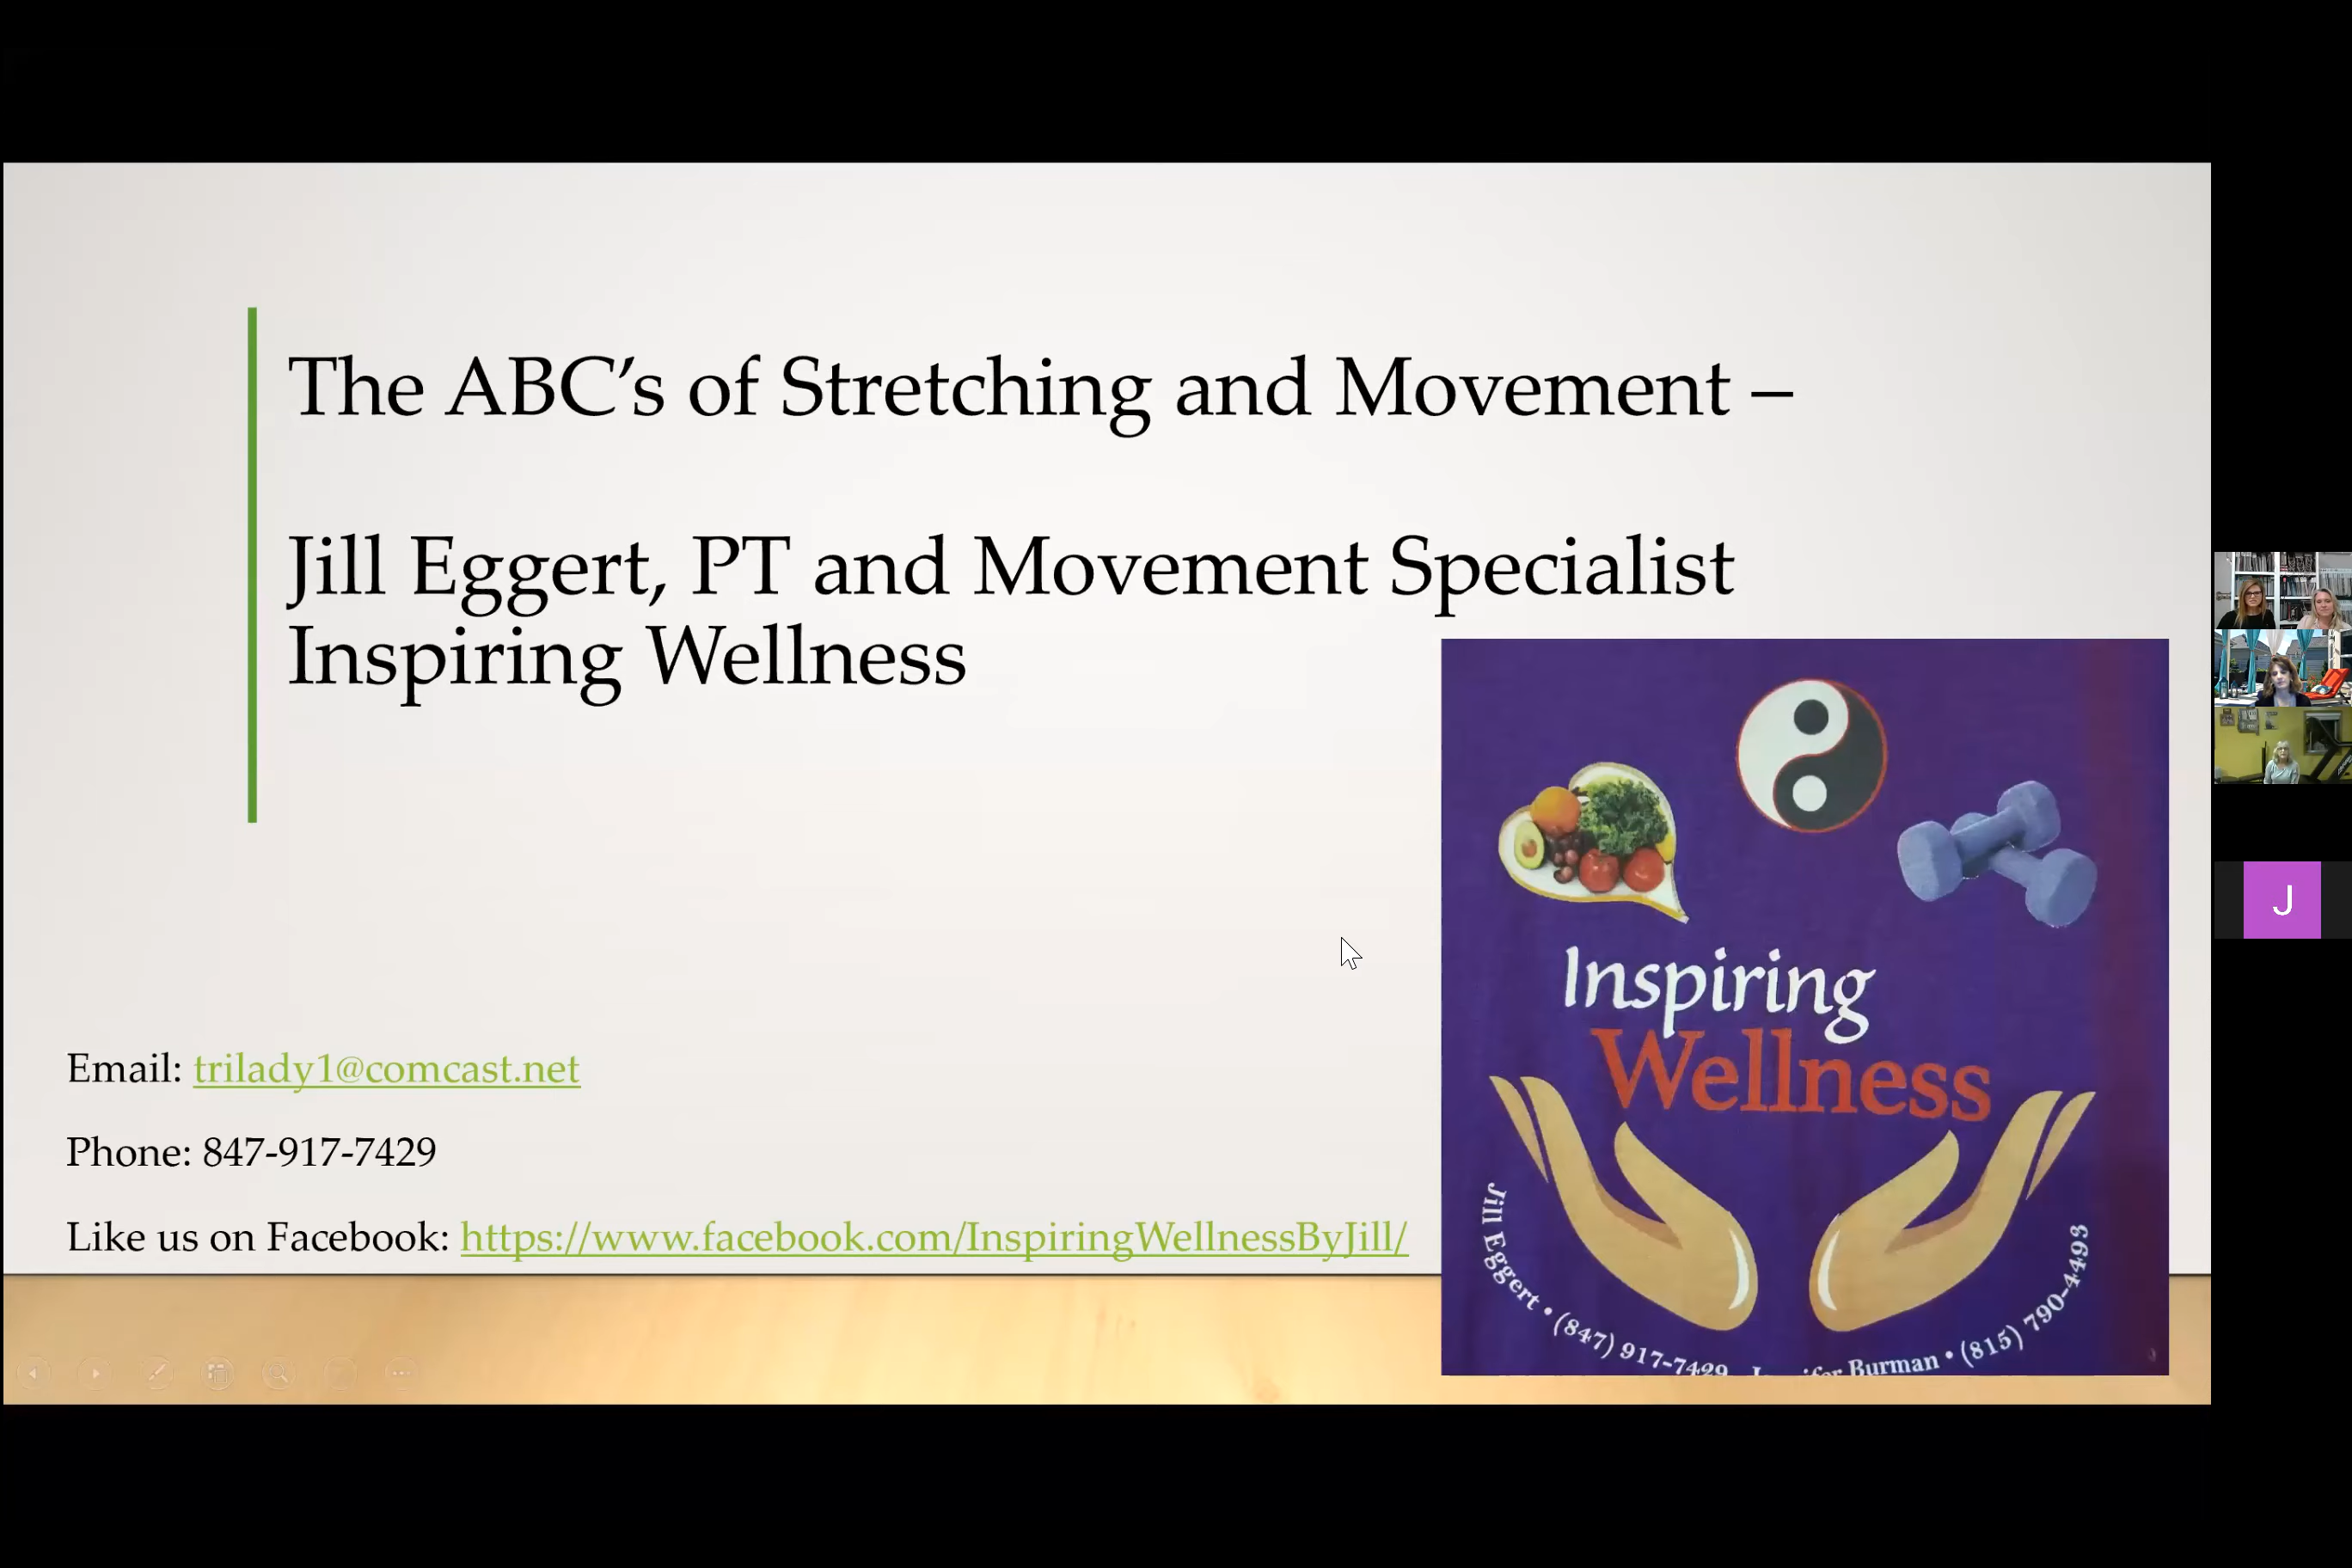 The ABC’s of Stretching and Movement –
Jill Eggert, PT and Movement Specialist
Inspiring Wellness
Email: trilady1@comcast.net
Phone: 847-917-7429
Like us on Facebook: https://www.facebook.com/InspiringWellnessByJill/
Inspiring
Wellness
Jill Eggert • (847) 917-7429 Burman • (815) 790-4493
J